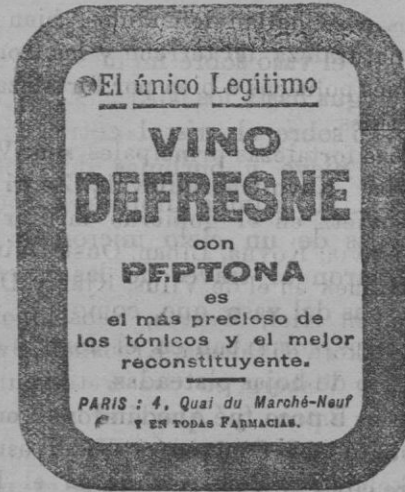 El único Legítimo
VINO
DEFRESNE
con
PEPTONA
es
el más precioso de
los tónicos y el mejor
reconstituyente.
PARIS : 4, Quai du Marché-Neuf
Y EN TODAS FARMACIAS.